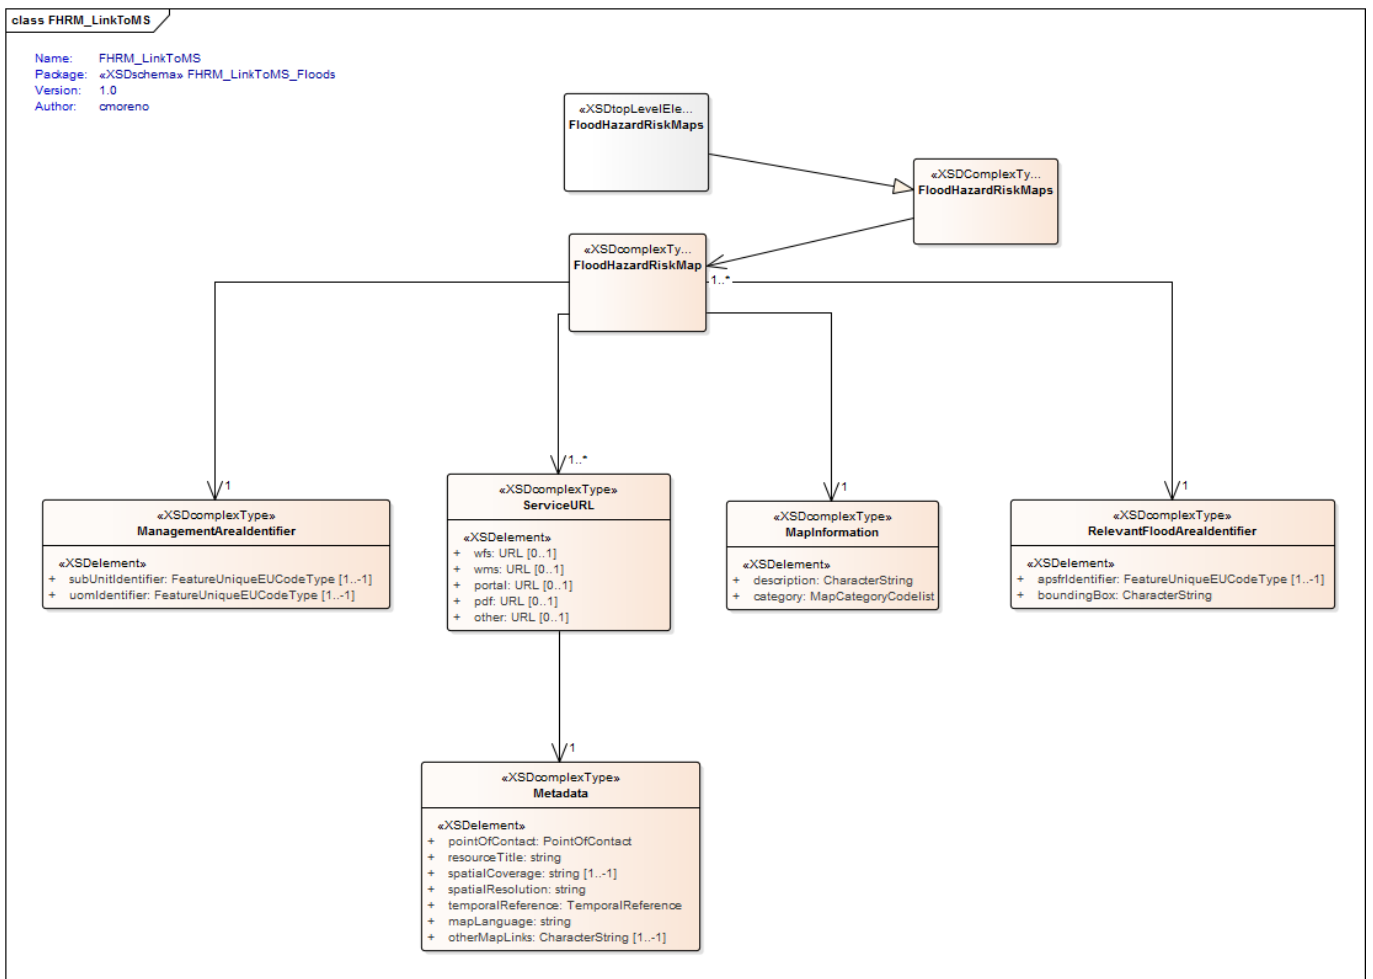 class FHRM_LinkToMS
Name: FHRM_LinkToMS
Package: «XSDschema» FHRM_LinkToMS_Floods
Version: 1.0
Author: cmoreno
«XSDtopLevelEle...
FloodHazardRiskMaps
«XSDComplexTy...
FloodHazardRiskMaps
«XSDcomplexTy...
FloodHazardRiskMap
1..*
1
1..*
1
1
«XSDcomplexType»
ManagementAreaIdentifier
«XSDelement»
+ subUnitIdentifier: FeatureUniqueEUCodeType [1..-1]
+ uomIdentifier: FeatureUniqueEUCodeType [1..-1]
«XSDcomplexType»
ServiceURL
«XSDelement»
+ wfs: URL [0..1]
+ wms: URL [0..1]
+ portal: URL [0..1]
+ pdf: URL [0..1]
+ other: URL [0..1]
«XSDcomplexType»
MapInformation
«XSDelement»
+ description: CharacterString
+ category: MapCategoryCodelist
«XSDcomplexType»
RelevantFloodAreaIdentifier
«XSDelement»
+ apsfrIdentifier: FeatureUniqueEUCodeType [1..-1]
+ boundingBox: CharacterString
1
«XSDcomplexType»
Metadata
«XSDelement»
+ pointOfContact: PointOfContact
+ resourceTitle: string
+ spatialCoverage: string [1..-1]
+ spatialResolution: string
+ temporalReference: TemporalReference
+ mapLanguage: string
+ otherMapLinks: CharacterString [1..-1]